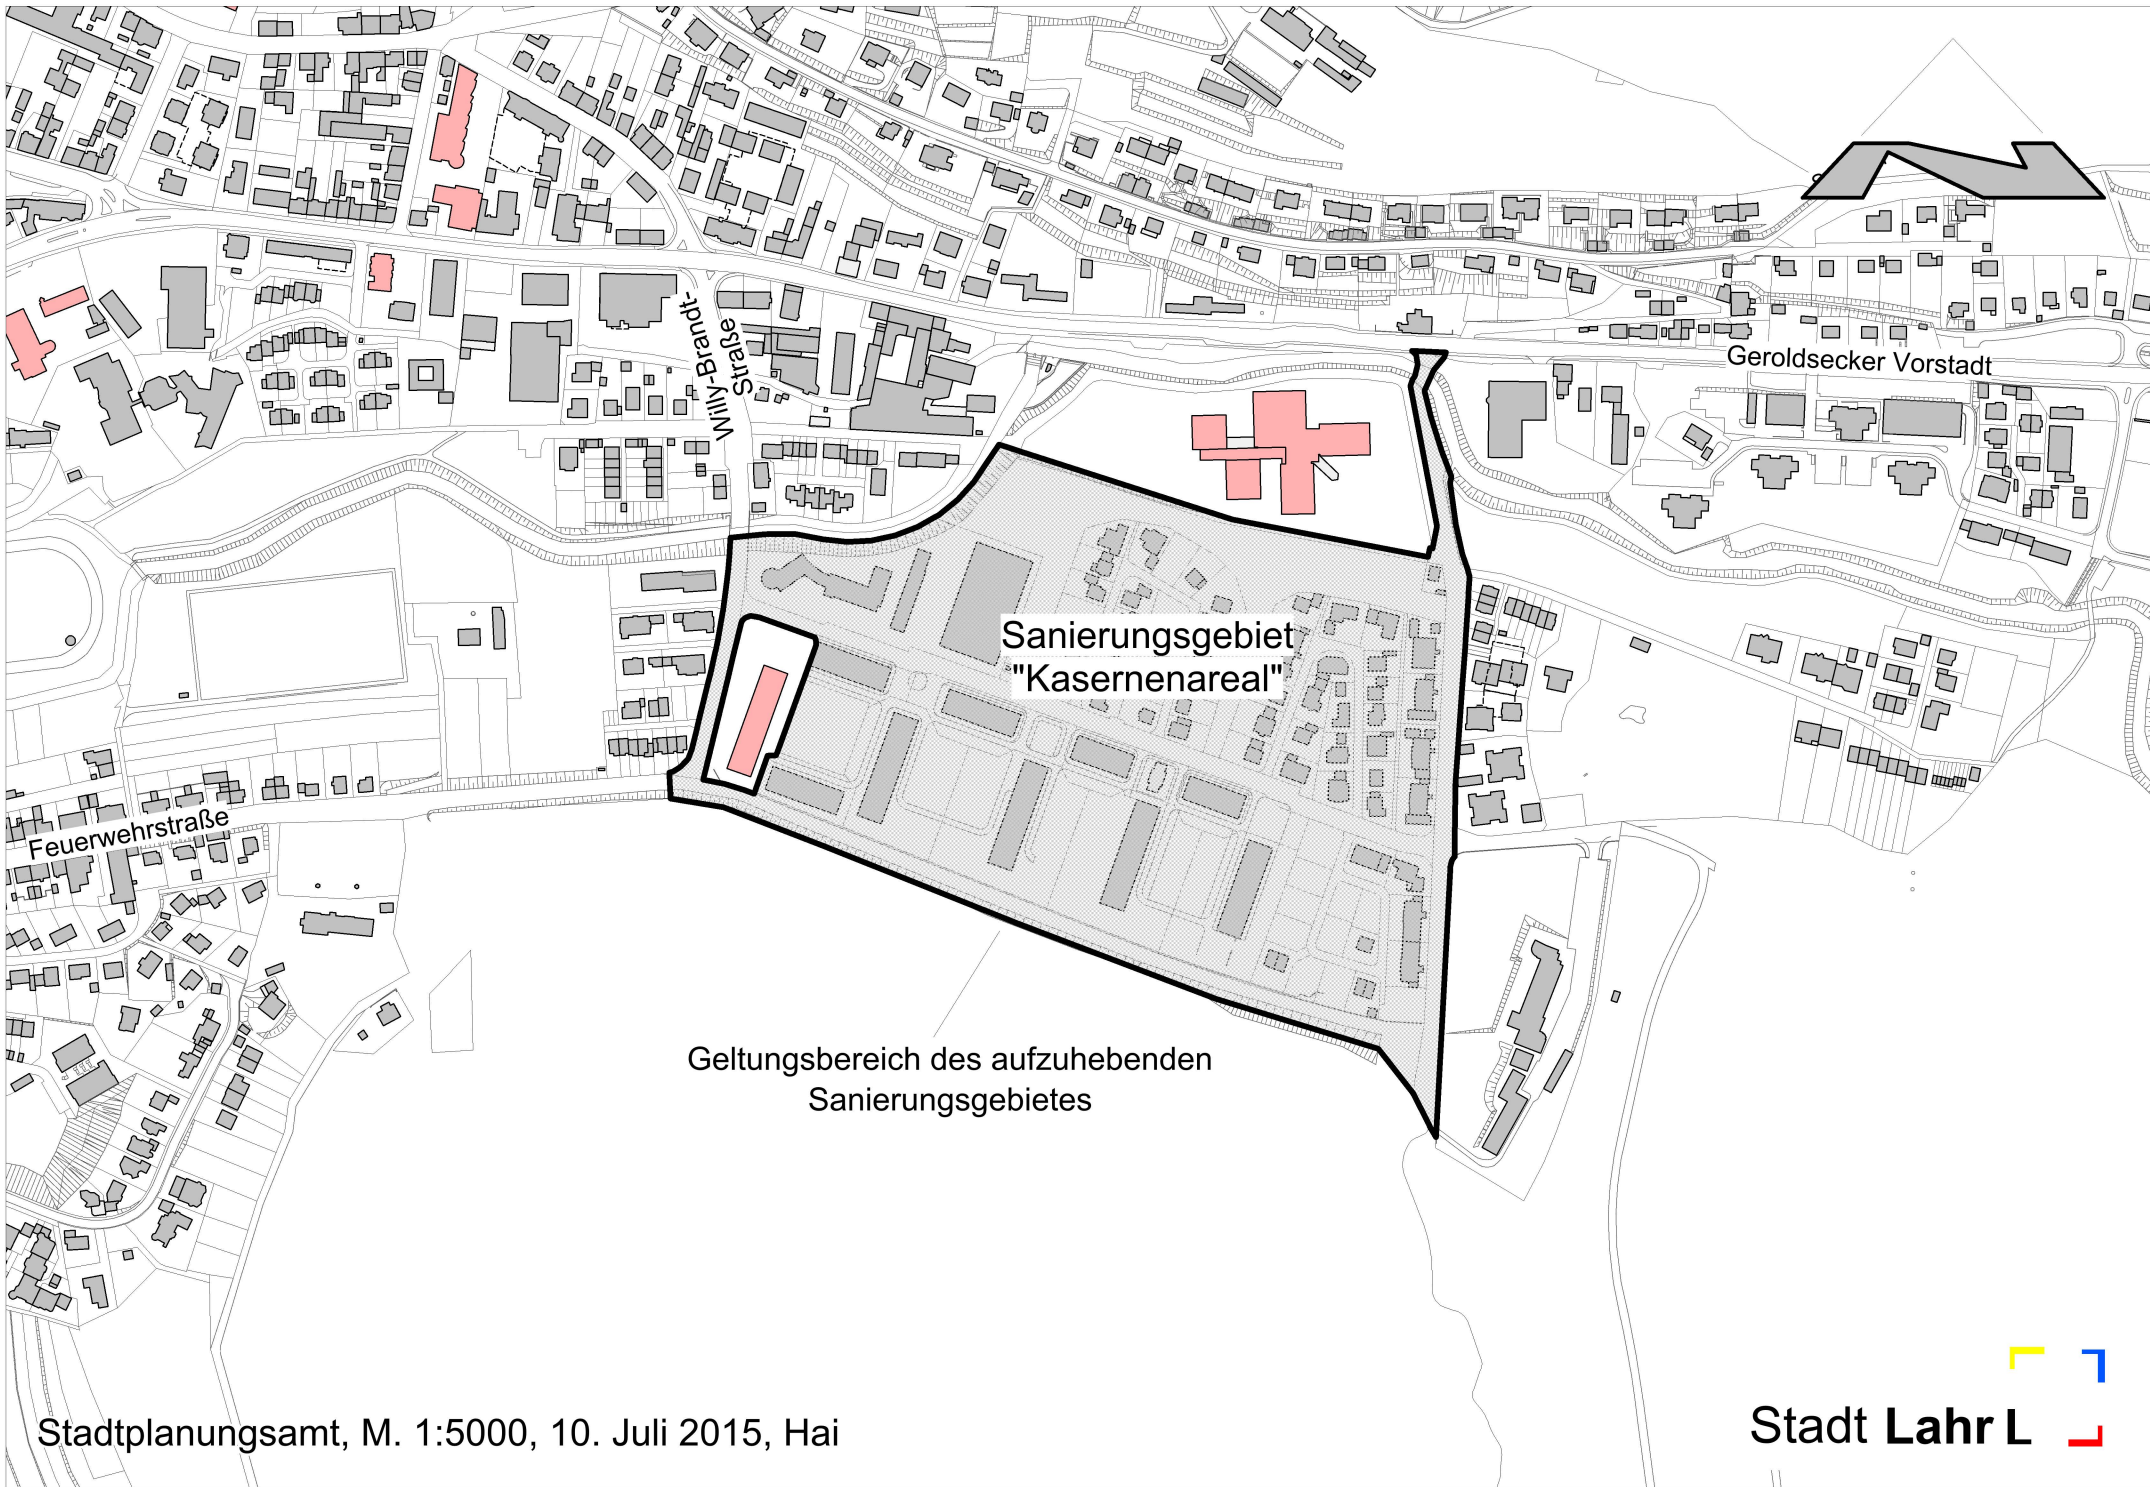 Willy-Brandt-
Straße
Geroldsecker Vorstadt
Sanierungsgebiet
"Kasernenareal"
Feuerwehrstraße
Geltungsbereich des aufzuhebenden
Sanierungsgebietes
Stadtplanungsamt, M. 1:5000, 10. Juli 2015, Hai
Stadt Lahr L